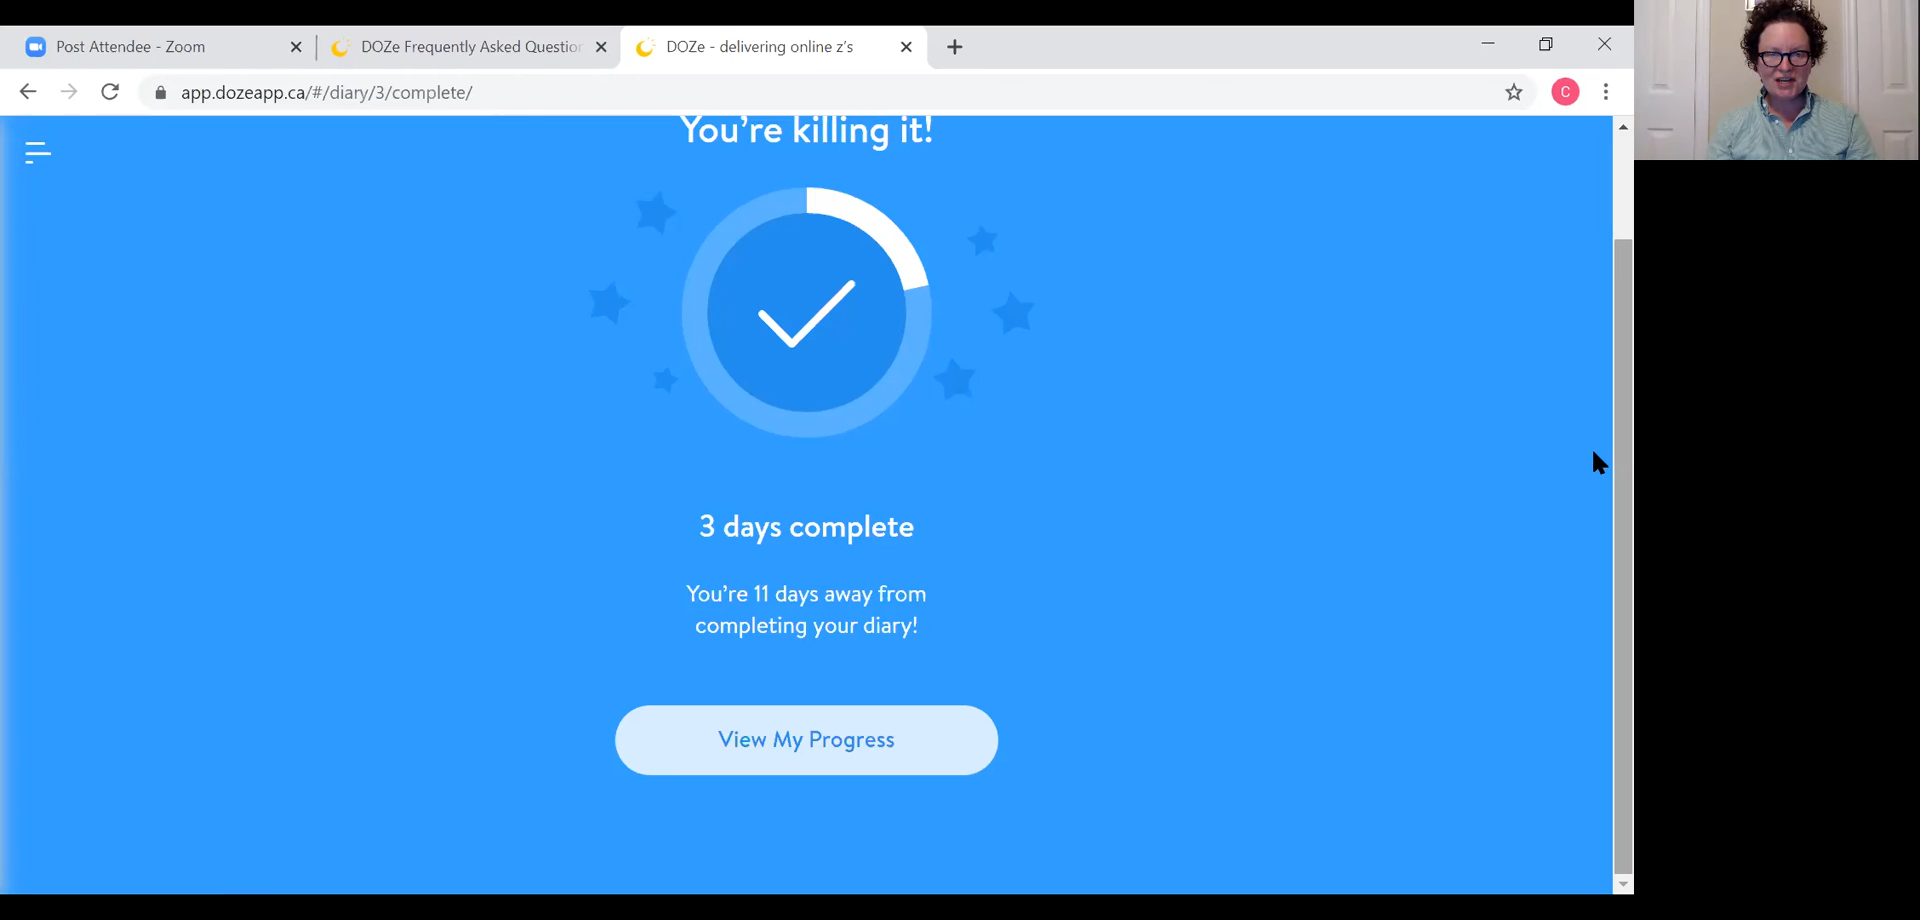 Post Attendee - Zoom
DOZe Frequently Asked Question
DOZe - delivering online z's
app.dozeapp.ca/#/diary/3/complete/
C
You're killing it!
3 days complete
You're 11 days away from
completing your diary!
View My Progress